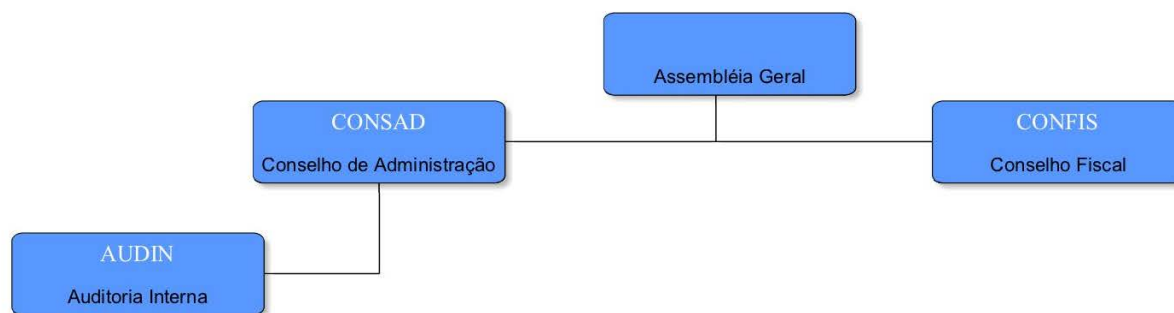 Assembléia Geral
CONSAD
Conselho de Administração
CONFIS
Conselho Fiscal
AUDIN
Auditoria Interna